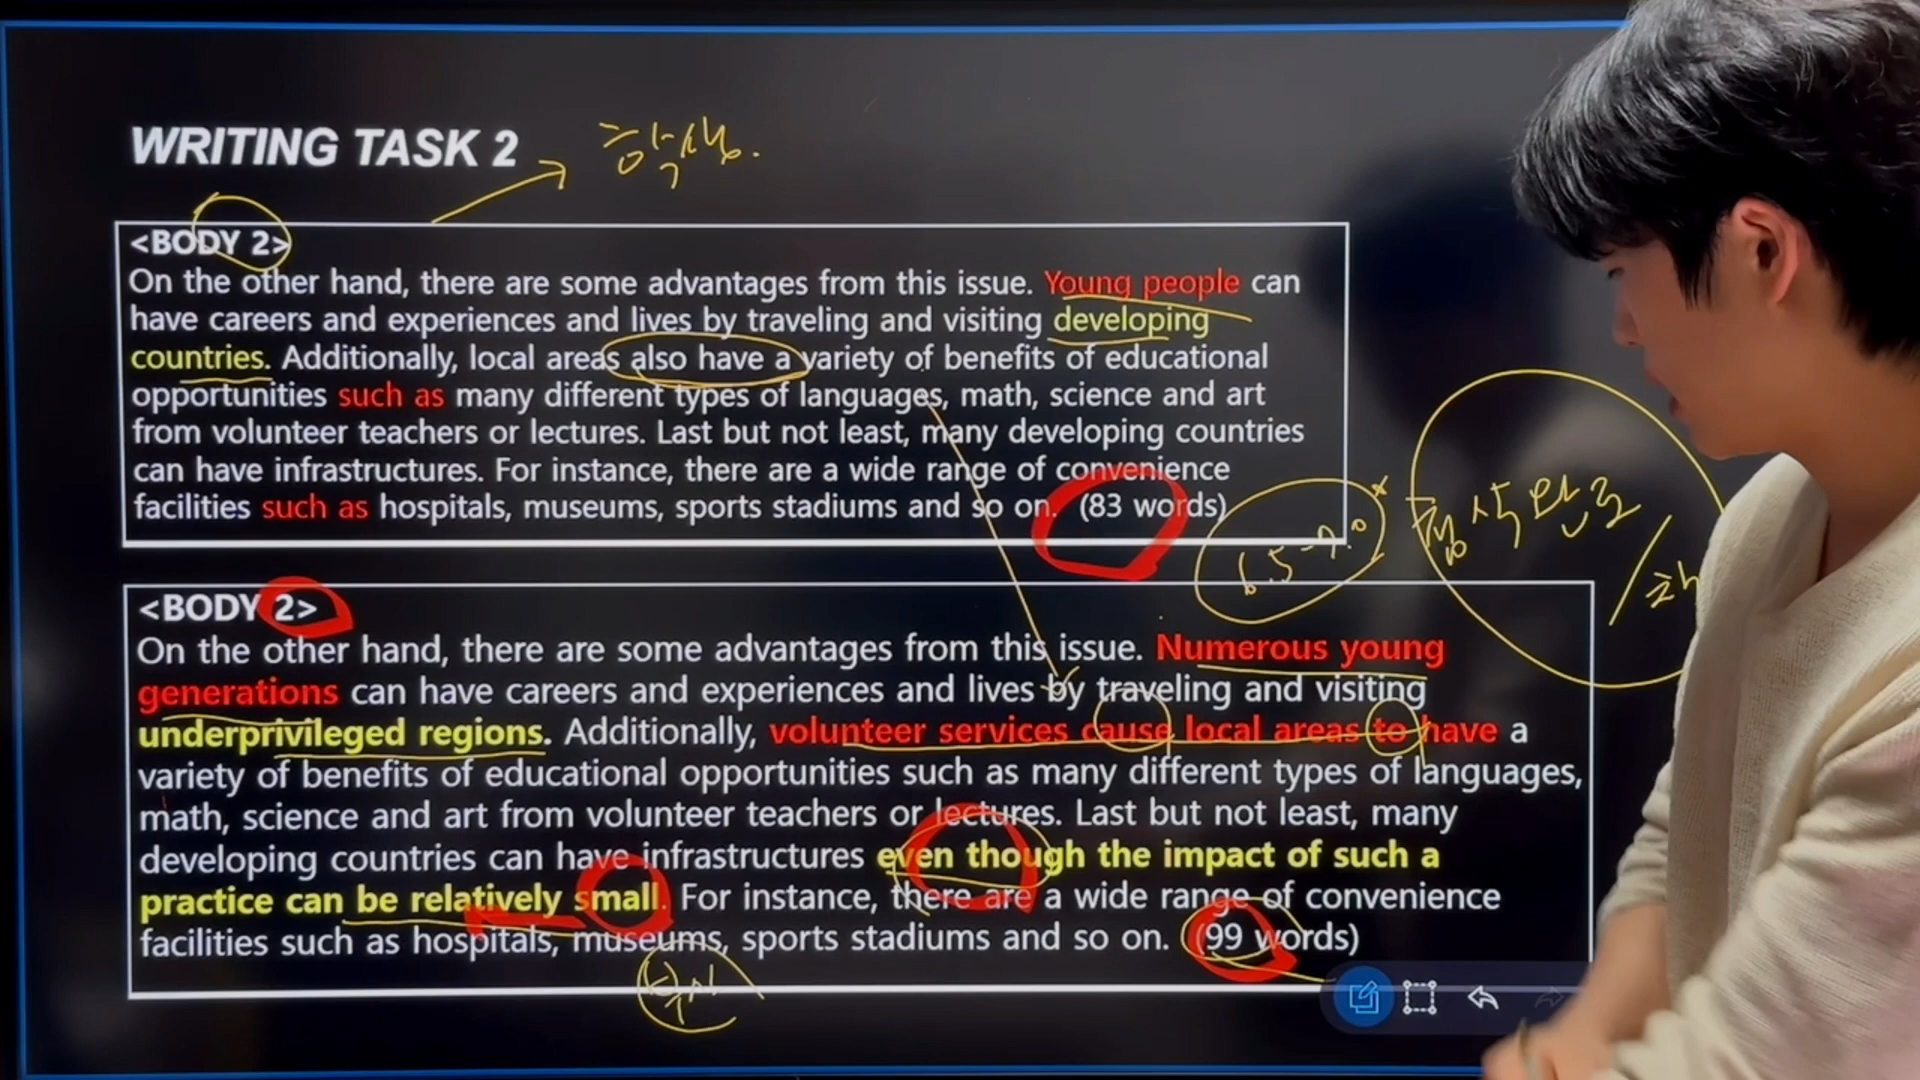 WRITING TASK 2
학생.
<BODY 2>
On the other hand, there are some advantages from this issue. Young people can
have careers and experiences and lives by traveling and visiting developing
countries. Additionally, local areas also have a variety of benefits of educational
opportunities such as many different types of languages, math, science and art
from volunteer teachers or lectures. Last but not least, many developing countries
can have infrastructures. For instance, there are a wide range of convenience
facilities such as hospitals, museums, sports stadiums and so on. (83 words)
6.5-7.0
<BODY 2>
On the other hand, there are some advantages from this issue. Numerous young
generations can have careers and experiences and lives by traveling and visiting
underprivileged regions. Additionally, volunteer services cause local areas to have a
variety of benefits of educational opportunities such as many different types of languages,
math, science and art from volunteer teachers or lectures. Last but not least, many
developing countries can have infrastructures even though the impact of such a
practice can be relatively small. For instance, there are a wide range of convenience
facilities such as hospitals, museums, sports stadiums and so on. (99 words)